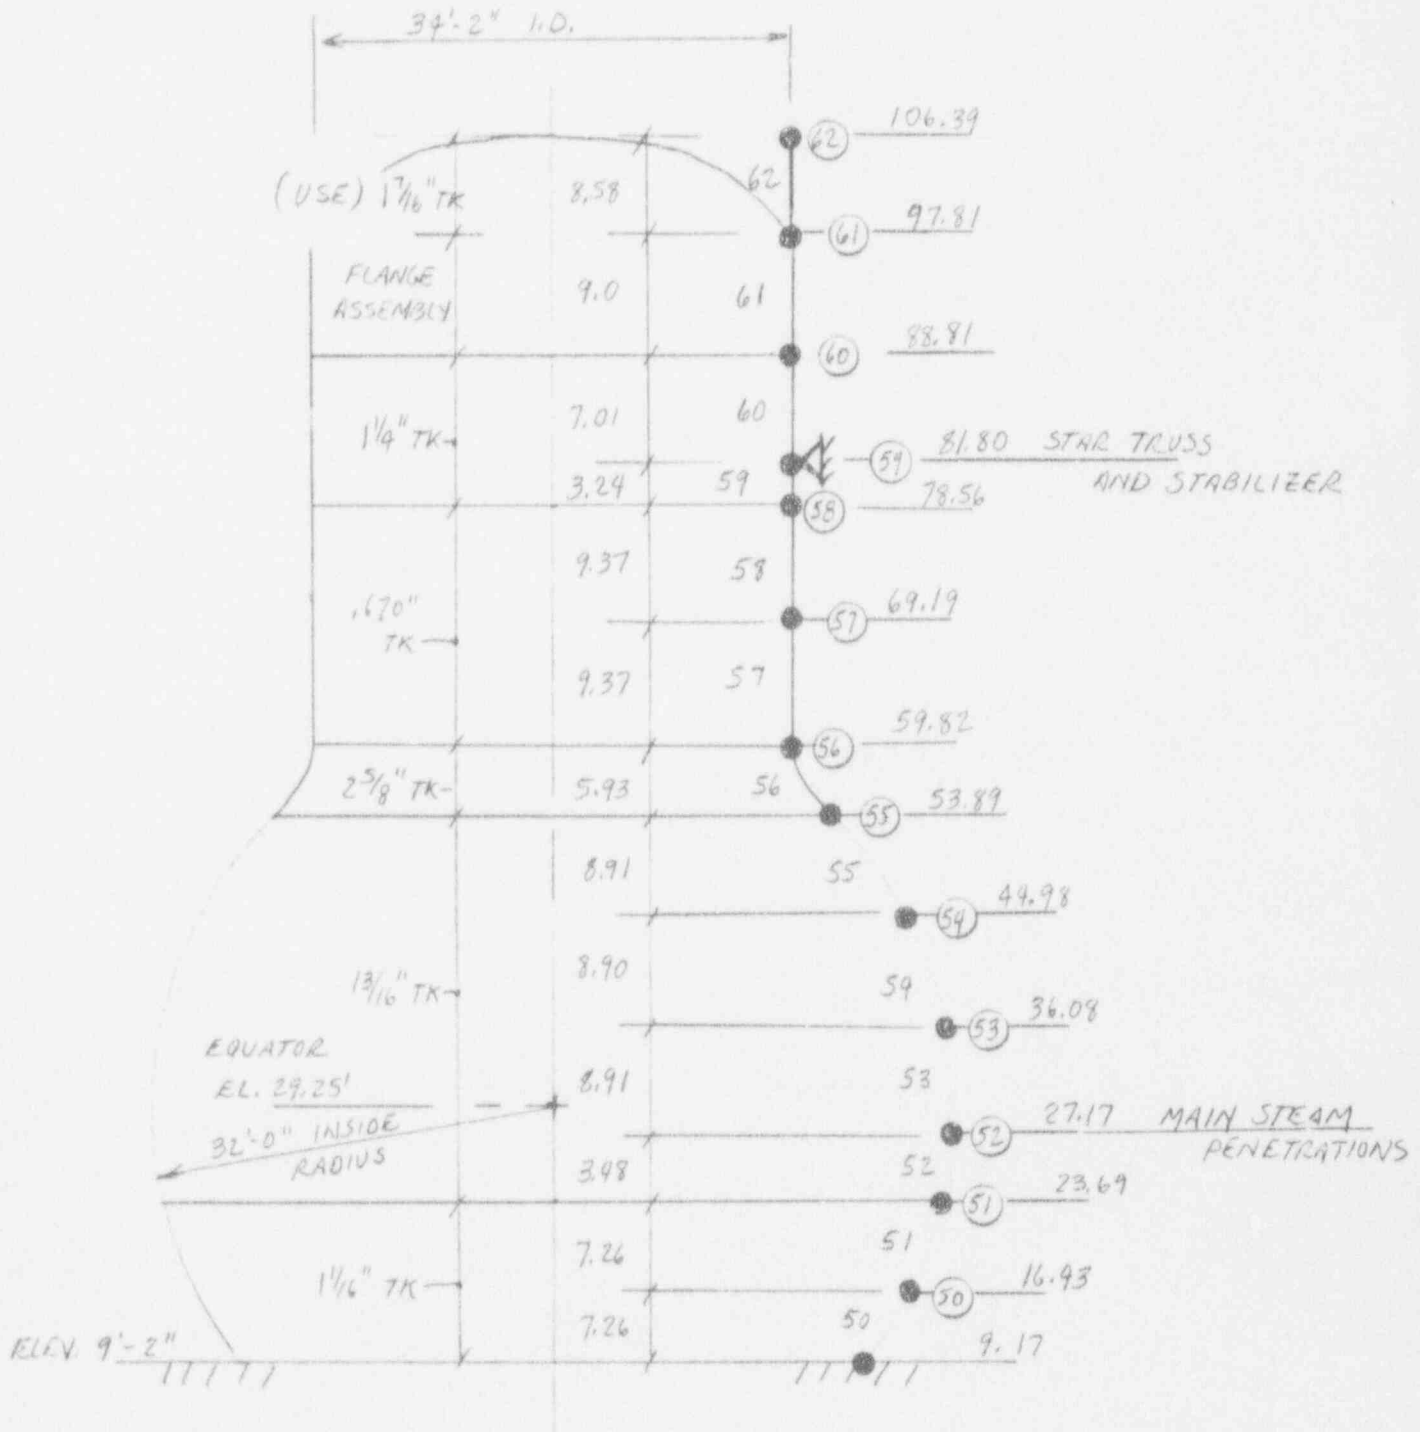 34'-2" I.D.
62 106.39
(USE) 1 7/16" TK 8.58 62
61 97.81
FLANGE
ASSEMBLY
9.0 61
60 88.81
1 1/4" TK 7.01 60
59 81.80 STAR TRUSS
AND STABILIZER
3.24 59
58 78.56
9.37 58
.670"
TK
57 69.19
9.37 57
56 59.82
2 5/8" TK 5.93 56
55 53.89
8.91 55
54 44.98
13/16" TK 8.90 54
53 36.08
EQUATOR
EL. 29.25'
8.91 53
32'-0" INSIDE
RADIUS
52 27.17 MAIN STEAM
PENETRATIONS
3.48 52
51 23.69
7.26 51
1 1/16" TK
50 16.43
7.26 50
ELEV. 9'-2" 9.17